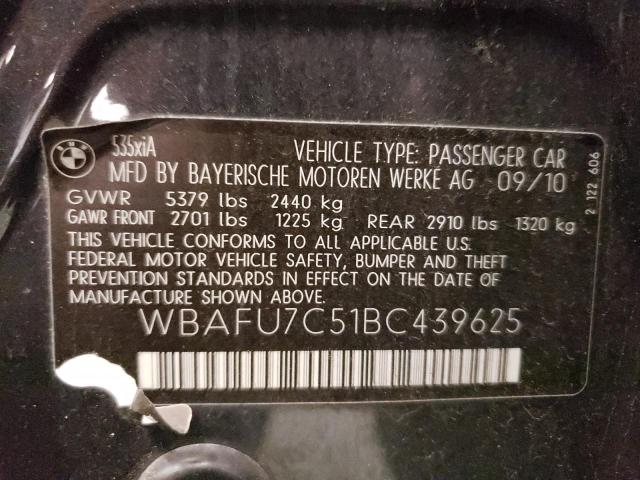 BMW
535xiA
VEHICLE TYPE: PASSENGER CAR
MFD BY BAYERISCHE MOTOREN WERKE AG 09/10
GVWR 5379 lbs 2440 kg
GAWR FRONT 2701 lbs 1225 kg REAR 2910 lbs 1320 kg
THIS VEHICLE CONFORMS TO ALL APPLICABLE U.S.
FEDERAL MOTOR VEHICLE SAFETY, BUMPER AND THEFT
PREVENTION STANDARDS IN EFFECT ON THE DATE OF
MANUFACTURE SHOWN ABOVE.
WBAFU7C51BC439625
2 122 606